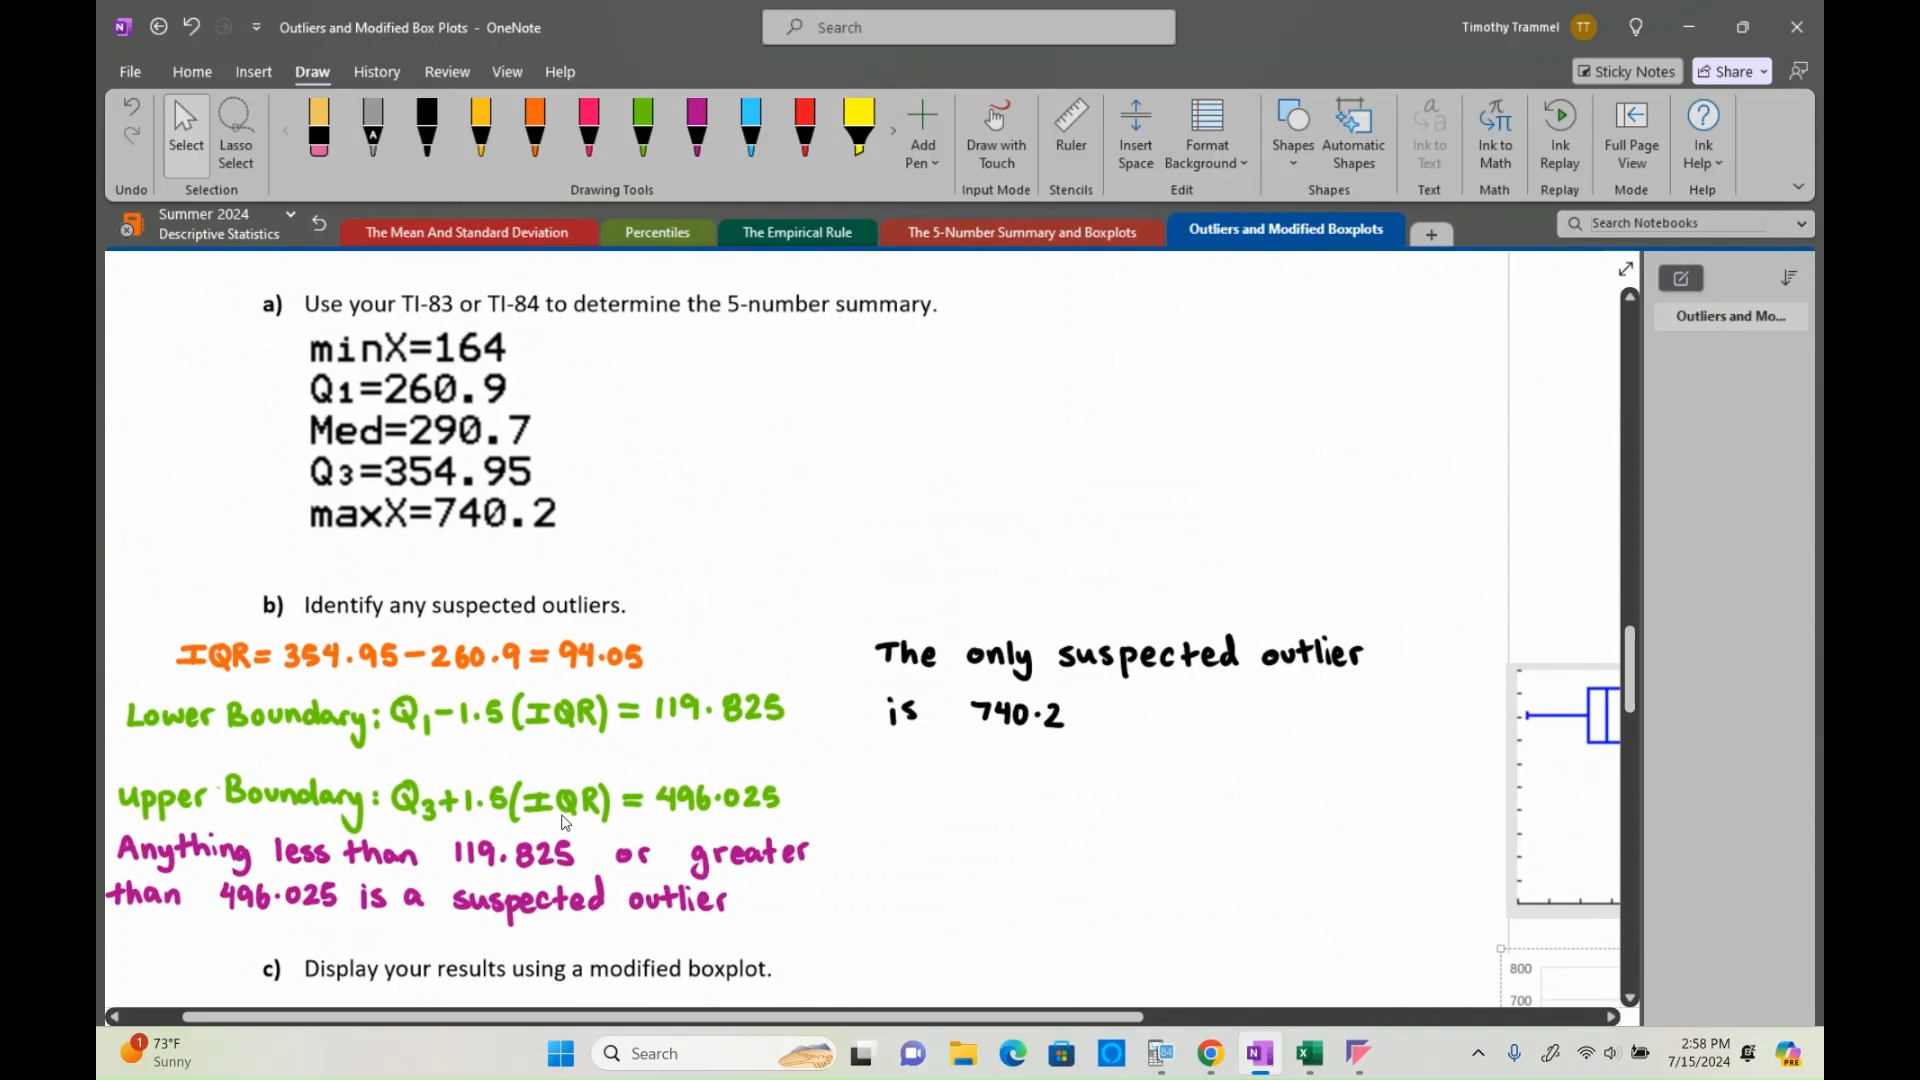 Outliers and Modified Box Plots - OneNote
Search
Timothy Trammel
TT
File Home Insert Draw History Review View Help
Sticky Notes
Share
Undo
Select
Lasso Select
Selection
A
Drawing Tools
Add Pen
Draw with Touch
Input Mode
Ruler
Stencils
Insert Space
Format Background
Edit
Shapes
Automatic Shapes
Shapes
Ink to Text
Text
Ink to Math
Math
Ink Replay
Replay
Full Page View
Mode
Ink Help
Help
Summer 2024
Descriptive Statistics
The Mean And Standard Deviation
Percentiles
The Empirical Rule
The 5-Number Summary and Boxplots
Outliers and Modified Boxplots
Search Notebooks
Outliers and Mo...
a) Use your TI-83 or TI-84 to determine the 5-number summary.
minX=164
Q1=260.9
Med=290.7
Q3=354.95
maxX=740.2
b) Identify any suspected outliers.
IQR= 354.95-260.9 = 94.05
Lower Boundary: Q1-1.5(IQR) = 119.825
Upper Boundary: Q3+1.5(IQR) = 496.025
Anything less than 119.825 or greater
than 496.025 is a suspected outlier
The only suspected outlier
is 740.2
c) Display your results using a modified boxplot.
800
700
1
73°F
Sunny
Search
2:58 PM
7/15/2024
PRE